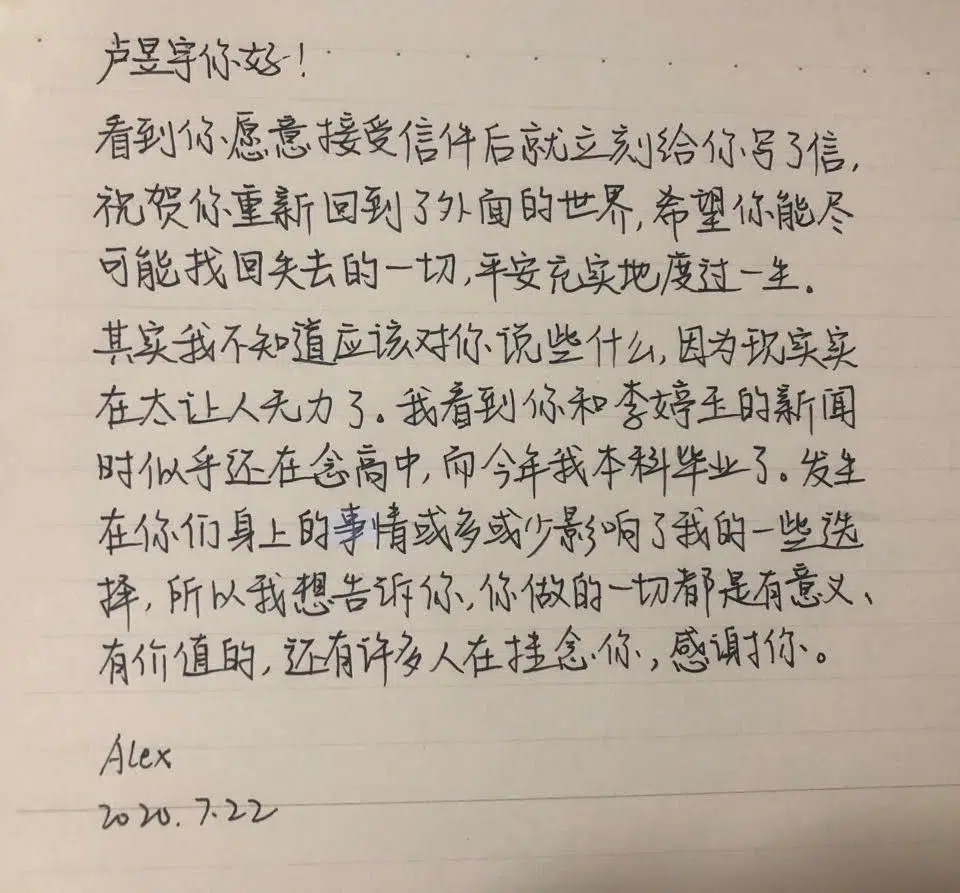 卢昱宇你好！
看到你愿意接受信件后就立刻给你写了信，
祝贺你重新回到了外面的世界，希望你能尽
可能找回失去的一切，平安充实地度过一生．
其实我不知道应该对你说些什么，因为现实实
在太让人无力了。我看到你和李婷玉的新闻
时似乎还在念高中，而今年我本科毕业了。发生
在你们身上的事情或多或少影响了我的一些选
择，所以我想告诉你，你做的一切都是有意义、
有价值的，还有许多人在挂念你，感谢你。
Alex
2020.7.22